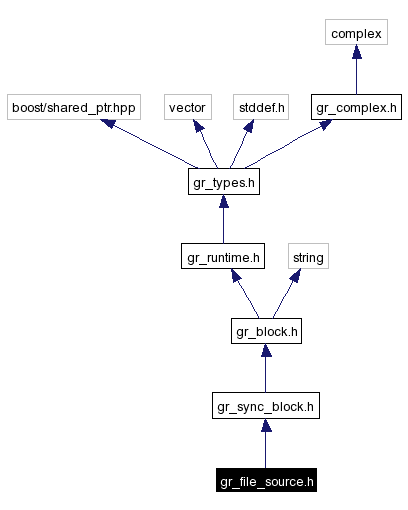 complex
boost/shared_ptr.hpp
vector
stddef.h
gr_complex.h
gr_types.h
gr_runtime.h
string
gr_block.h
gr_sync_block.h
gr_file_source.h